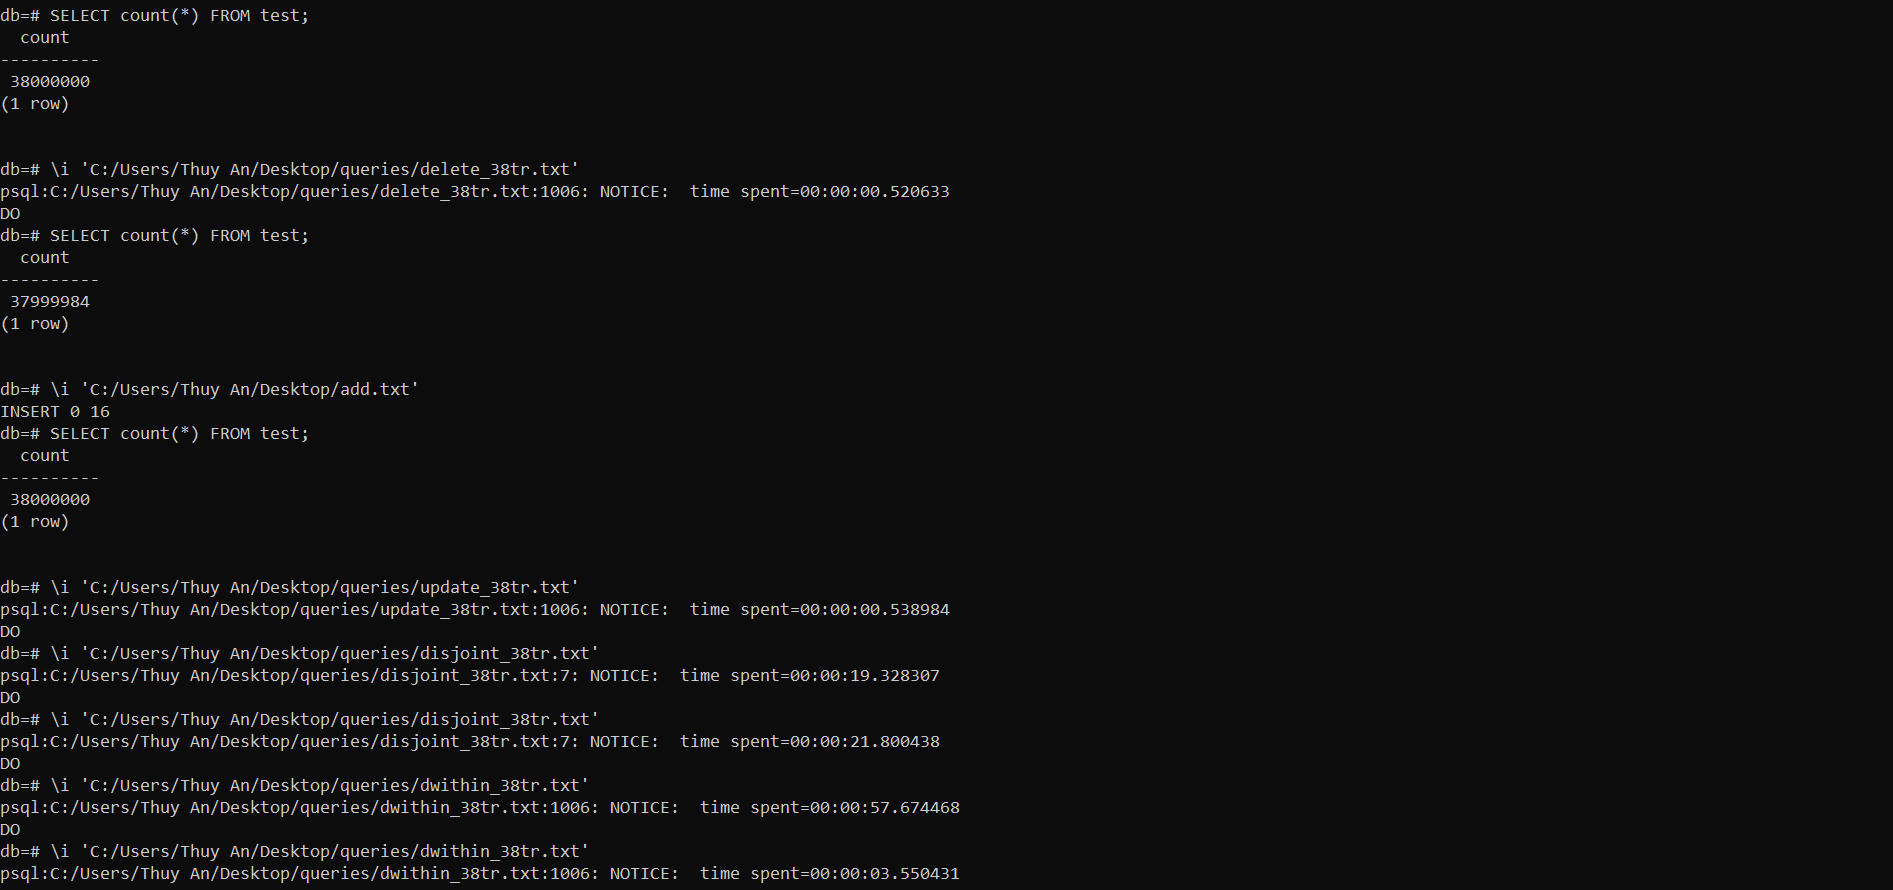 db=# SELECT count(*) FROM test;
  count
----------
 38000000
(1 row)
db=# \i 'C:/Users/Thuy An/Desktop/queries/delete_38tr.txt'
psql:C:/Users/Thuy An/Desktop/queries/delete_38tr.txt:1006: NOTICE:  time spent=00:00:00.520633
DO
db=# SELECT count(*) FROM test;
  count
----------
 37999984
(1 row)
db=# \i 'C:/Users/Thuy An/Desktop/add.txt'
INSERT 0 16
db=# SELECT count(*) FROM test;
  count
----------
 38000000
(1 row)
db=# \i 'C:/Users/Thuy An/Desktop/queries/update_38tr.txt'
psql:C:/Users/Thuy An/Desktop/queries/update_38tr.txt:1006: NOTICE:  time spent=00:00:00.538984
DO
db=# \i 'C:/Users/Thuy An/Desktop/queries/disjoint_38tr.txt'
psql:C:/Users/Thuy An/Desktop/queries/disjoint_38tr.txt:7: NOTICE:  time spent=00:00:19.328307
DO
db=# \i 'C:/Users/Thuy An/Desktop/queries/disjoint_38tr.txt'
psql:C:/Users/Thuy An/Desktop/queries/disjoint_38tr.txt:7: NOTICE:  time spent=00:00:21.800438
DO
db=# \i 'C:/Users/Thuy An/Desktop/queries/dwithin_38tr.txt'
psql:C:/Users/Thuy An/Desktop/queries/dwithin_38tr.txt:1006: NOTICE:  time spent=00:00:57.674468
DO
db=# \i 'C:/Users/Thuy An/Desktop/queries/dwithin_38tr.txt'
psql:C:/Users/Thuy An/Desktop/queries/dwithin_38tr.txt:1006: NOTICE:  time spent=00:00:03.550431